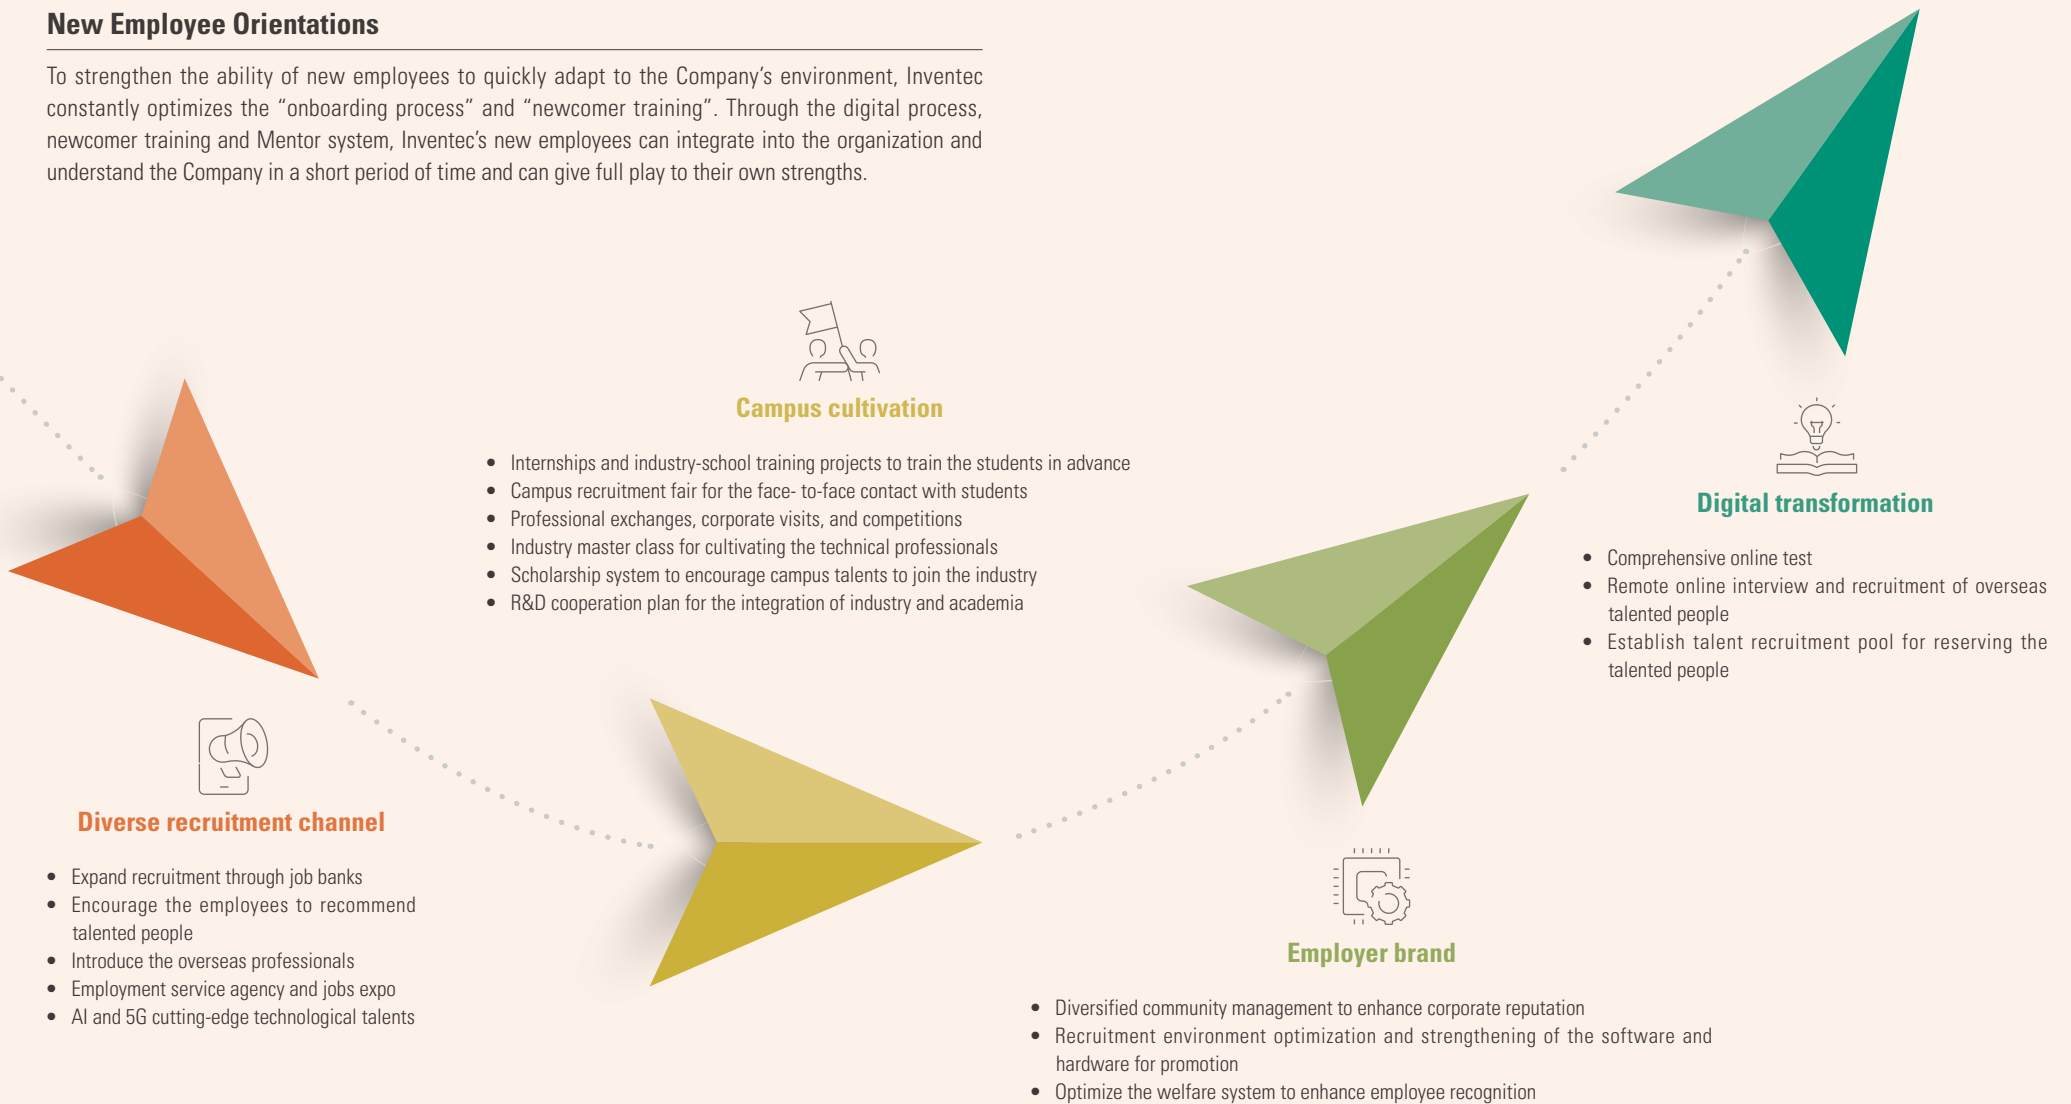 New Employee Orientations
To strengthen the ability of new employees to quickly adapt to the Company’s environment, Inventec
constantly optimizes the “onboarding process” and “newcomer training”. Through the digital process,
newcomer training and Mentor system, Inventec’s new employees can integrate into the organization and
understand the Company in a short period of time and can give full play to their own strengths.
Diverse recruitment channel
• Expand recruitment through job banks
• Encourage the employees to recommend
talented people
• Introduce the overseas professionals
• Employment service agency and jobs expo
• AI and 5G cutting-edge technological talents
Campus cultivation
• Internships and industry-school training projects to train the students in advance
• Campus recruitment fair for the face- to-face contact with students
• Professional exchanges, corporate visits, and competitions
• Industry master class for cultivating the technical professionals
• Scholarship system to encourage campus talents to join the industry
• R&D cooperation plan for the integration of industry and academia
Employer brand
• Diversified community management to enhance corporate reputation
• Recruitment environment optimization and strengthening of the software and
hardware for promotion
• Optimize the welfare system to enhance employee recognition
Digital transformation
• Comprehensive online test
• Remote online interview and recruitment of overseas
talented people
• Establish talent recruitment pool for reserving the
talented people